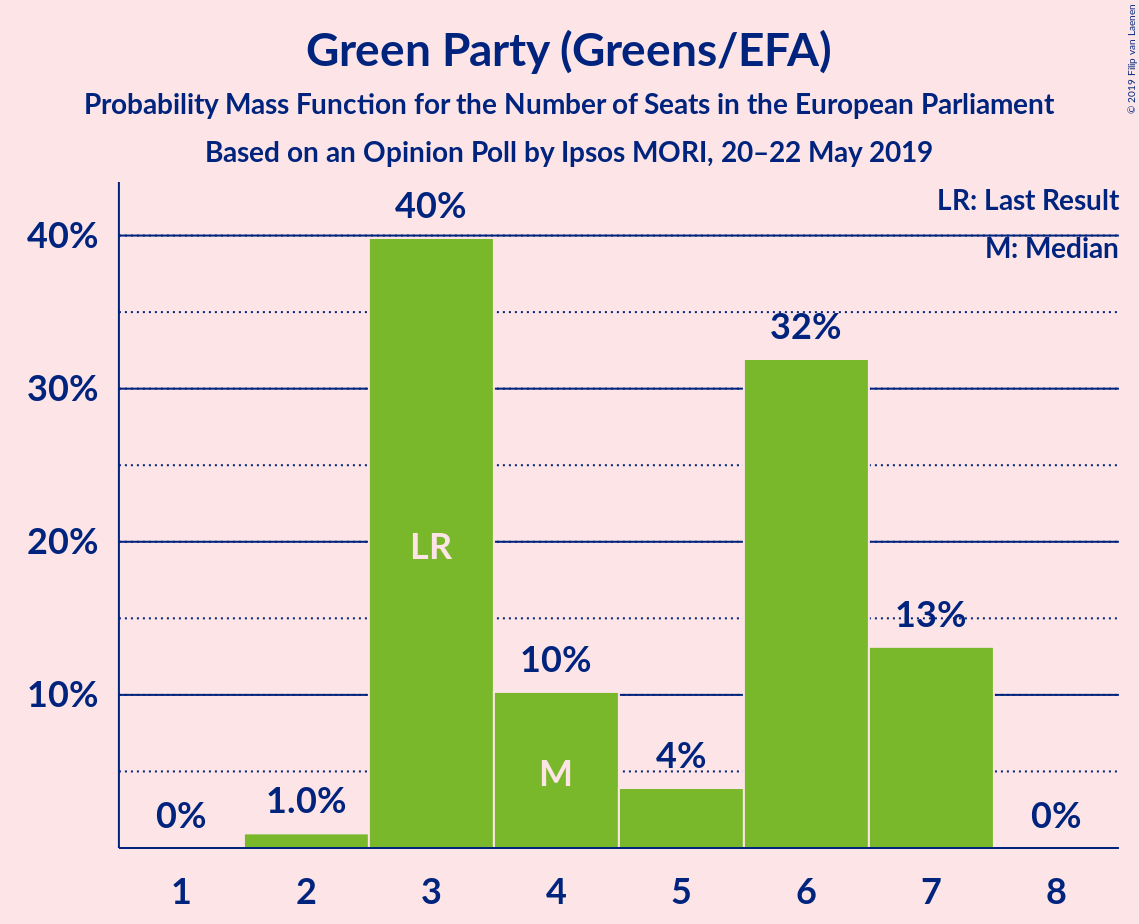 Green Party (Greens/EFA)
Probability Mass Function for the Number of Seats in the European Parliament
Based on an Opinion Poll by Ipsos MORI, 20–22 May 2019
© 2019 Filip van Laenen
LR: Last Result
M: Median
40%
30%
20%
10%
0%
1.0%
40%
10%
4%
32%
13%
0%
LR
M
1 2 3 4 5 6 7 8